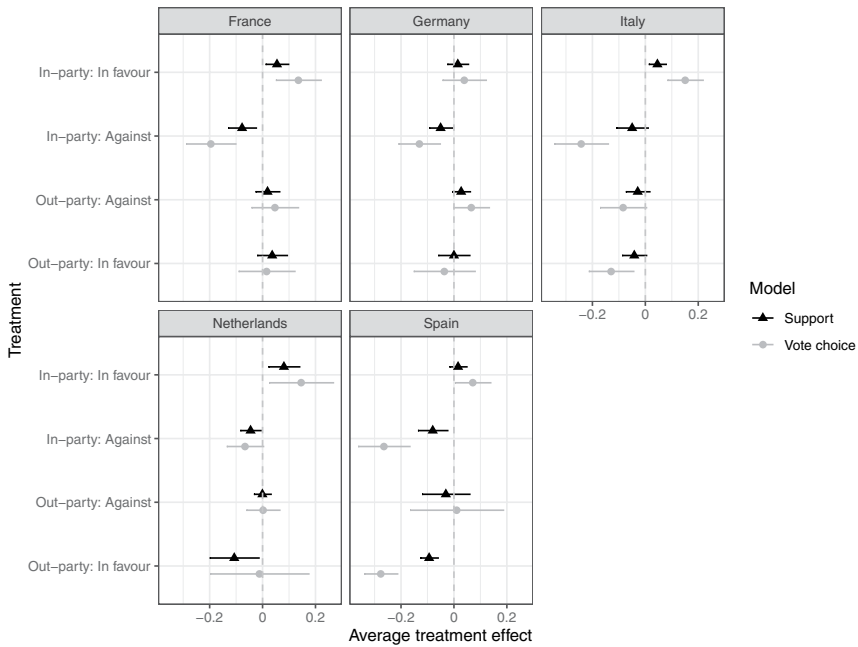 France
Germany
Italy
In–party: In favour
In–party: Against
Out–party: Against
Out–party: In favour
−0.2 0 0.2
Netherlands
Spain
In–party: In favour
In–party: Against
Out–party: Against
Out–party: In favour
−0.2 0 0.2
−0.2 0 0.2
Average treatment effect
Treatment
Model
Support
Vote choice